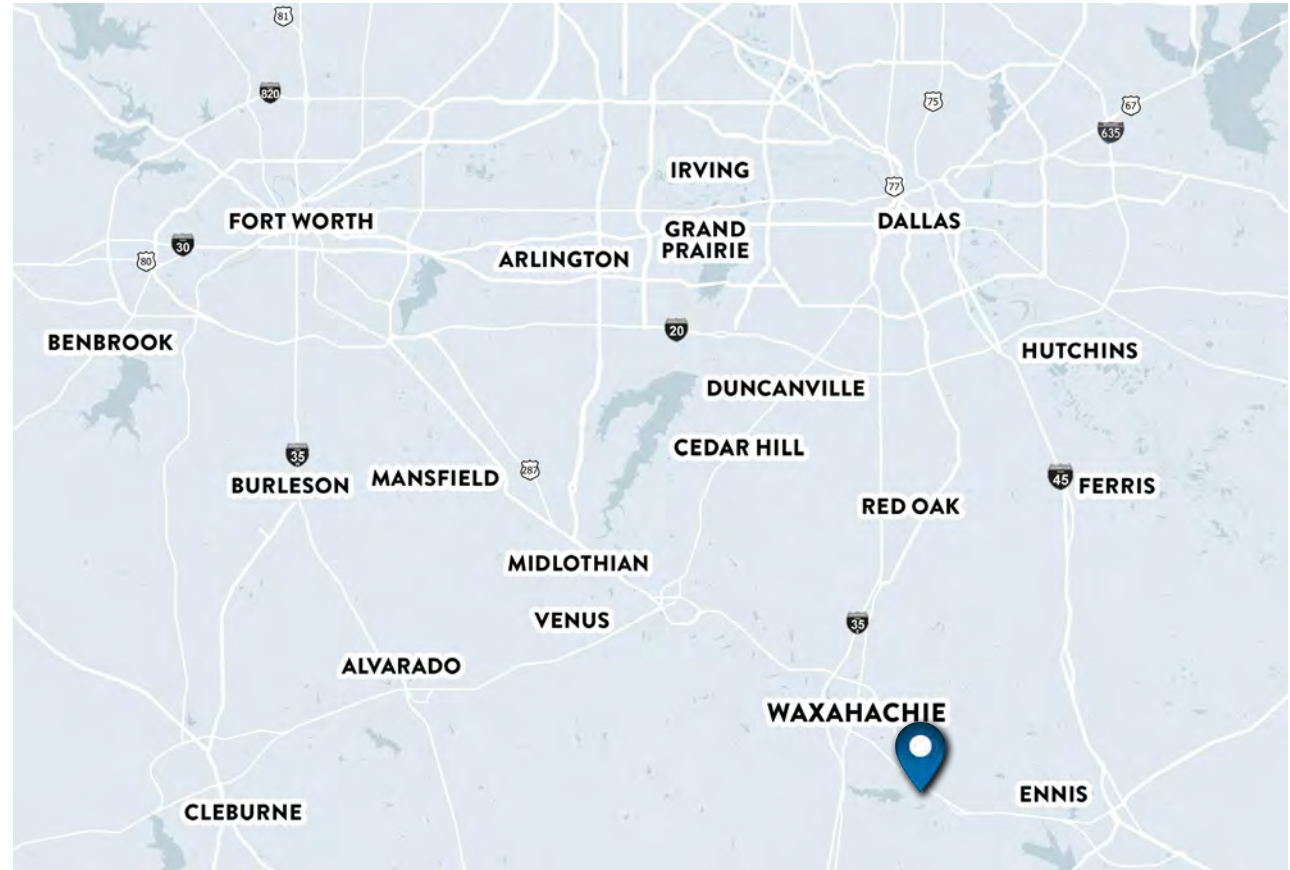 81
820
75
67
635
IRVING
77
FORT WORTH
GRAND
PRAIRIE
DALLAS
30
80
ARLINGTON
20
BENBROOK
HUTCHINS
DUNCANVILLE
CEDAR HILL
35
BURLESON
MANSFIELD
287
45
FERRIS
RED OAK
MIDLOTHIAN
VENUS
35
ALVARADO
WAXAHACHIE
ENNIS
CLEBURNE